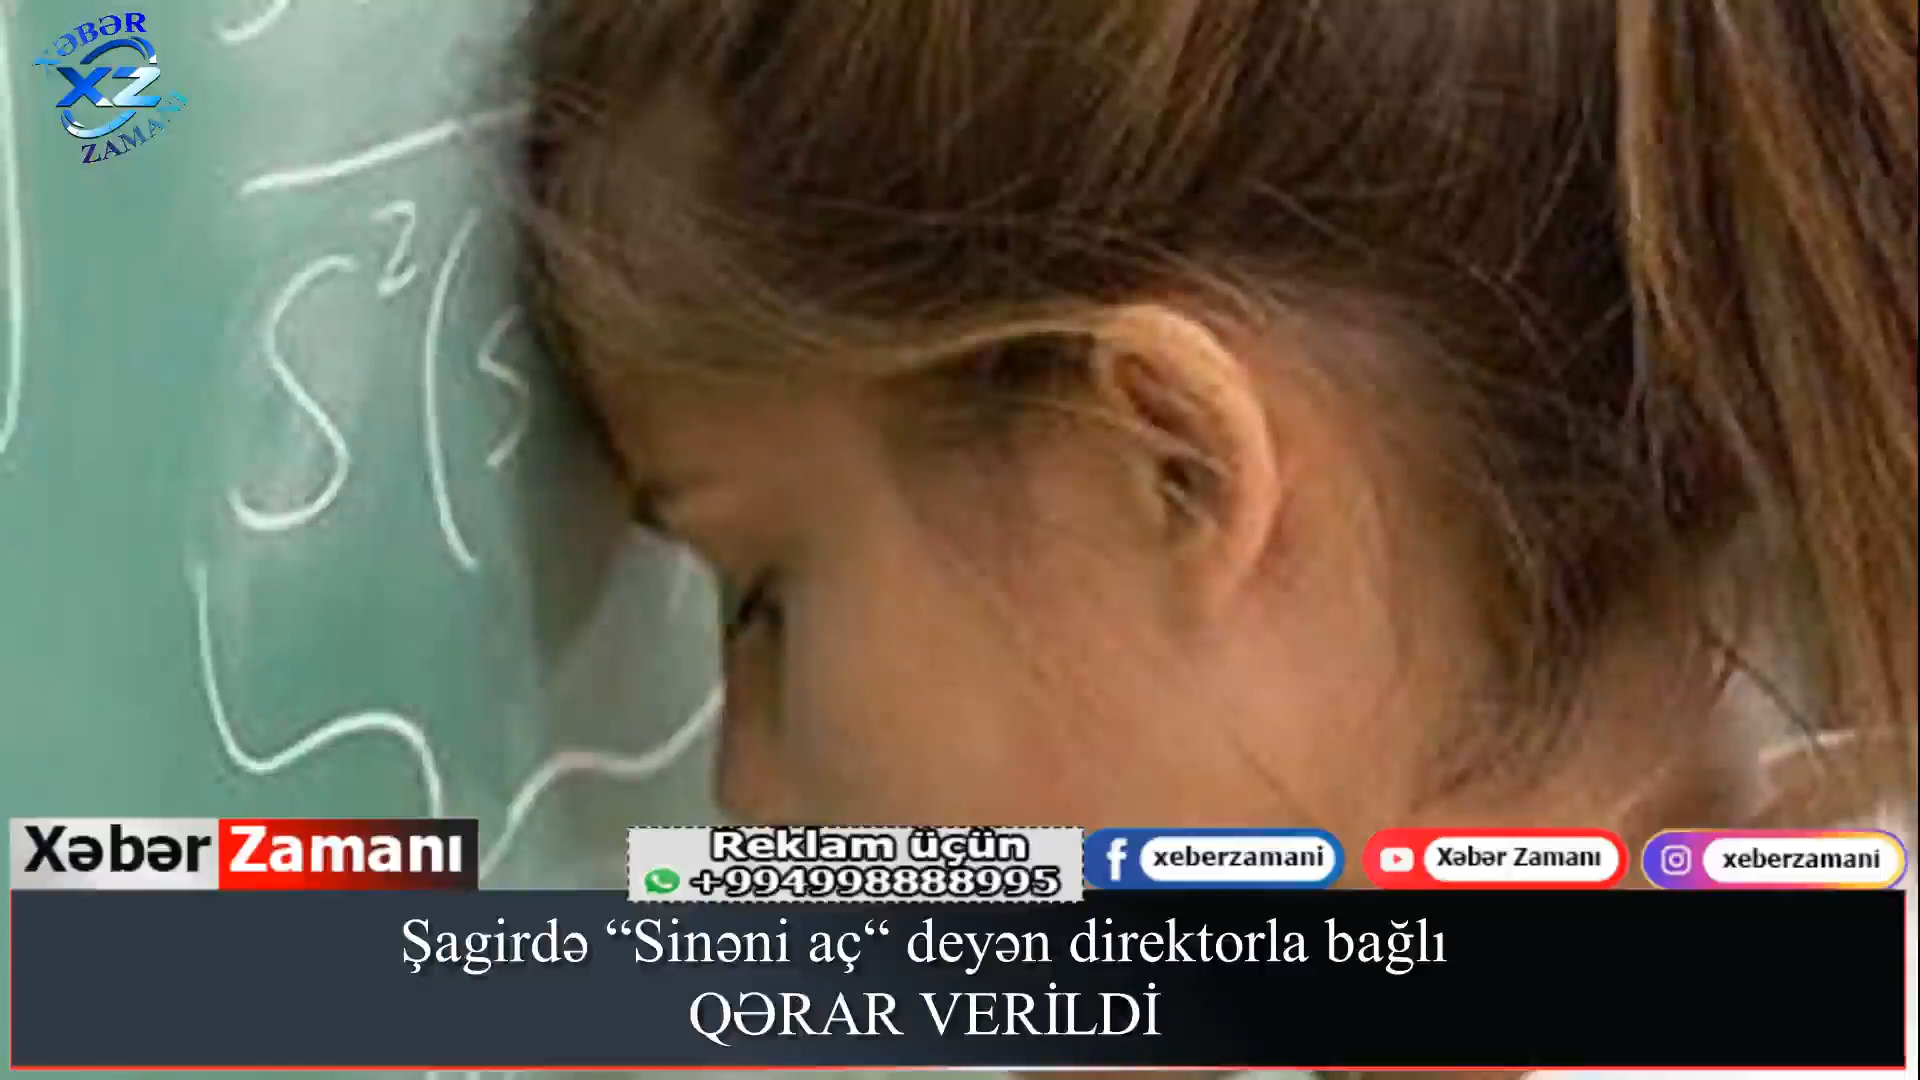 XƏBƏR
XZ
ZAMANI
S²(s
Xəbər Zamanı
Reklam üçün
+994998888995
xeberzamani
Xəbər Zamanı
xeberzamani
Şagirdə “Sinəni aç“ deyən direktorla bağlı
QƏRAR VERİLDİ